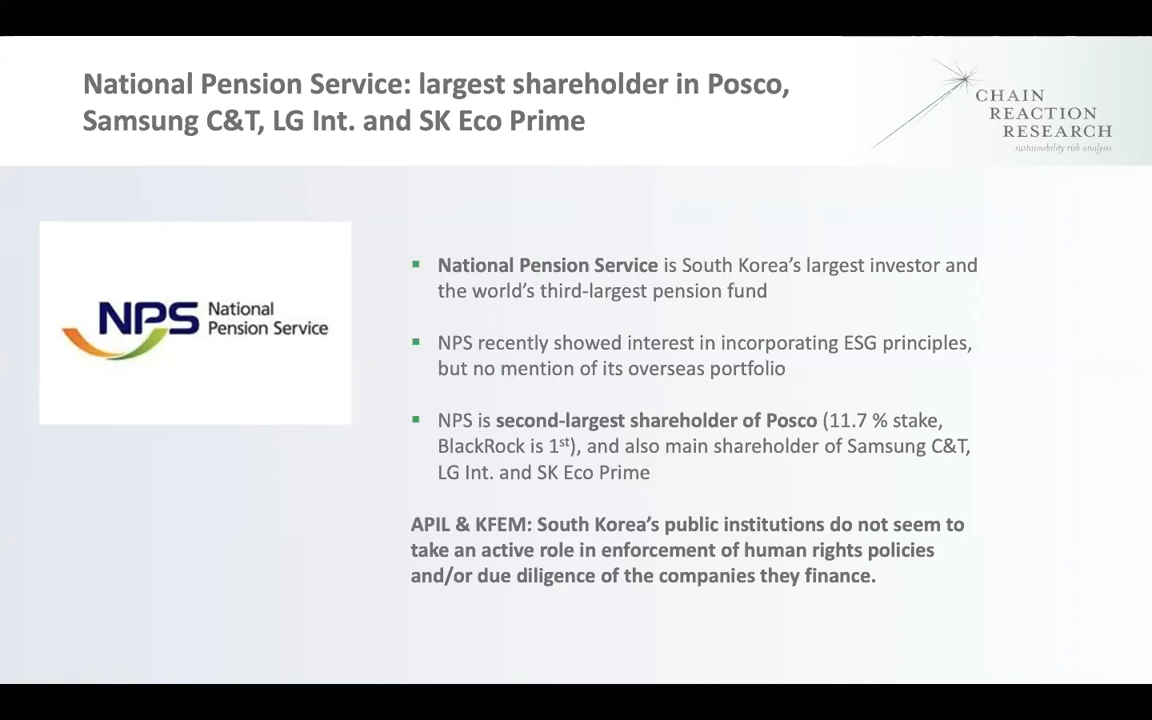 National Pension Service: largest shareholder in Posco,
Samsung C&T, LG Int. and SK Eco Prime
CHAIN
REACTION
RESEARCH
sustainability risk analysis
NPS National
Pension Service
▪ National Pension Service is South Korea’s largest investor and
the world’s third-largest pension fund
▪ NPS recently showed interest in incorporating ESG principles,
but no mention of its overseas portfolio
▪ NPS is second-largest shareholder of Posco (11.7 % stake,
BlackRock is 1st), and also main shareholder of Samsung C&T,
LG Int. and SK Eco Prime
APIL & KFEM: South Korea’s public institutions do not seem to
take an active role in enforcement of human rights policies
and/or due diligence of the companies they finance.